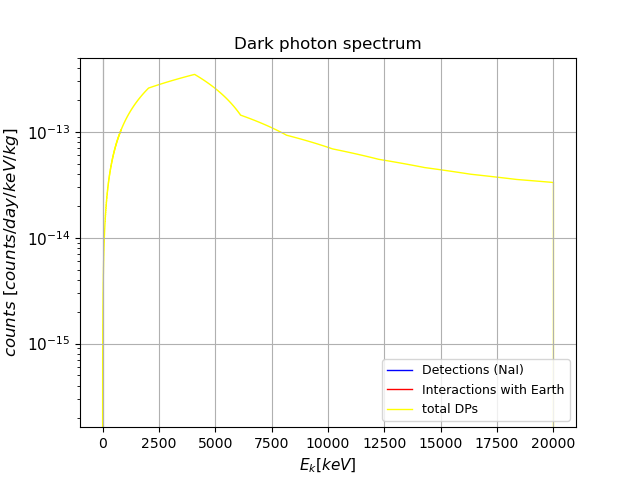 Dark photon spectrum
counts [counts/day/keV/kg]
10⁻¹³
10⁻¹⁴
10⁻¹⁵
Detections (NaI)
Interactions with Earth
total DPs
0 2500 5000 7500 10000 12500 15000 17500 20000
Eₖ[keV]